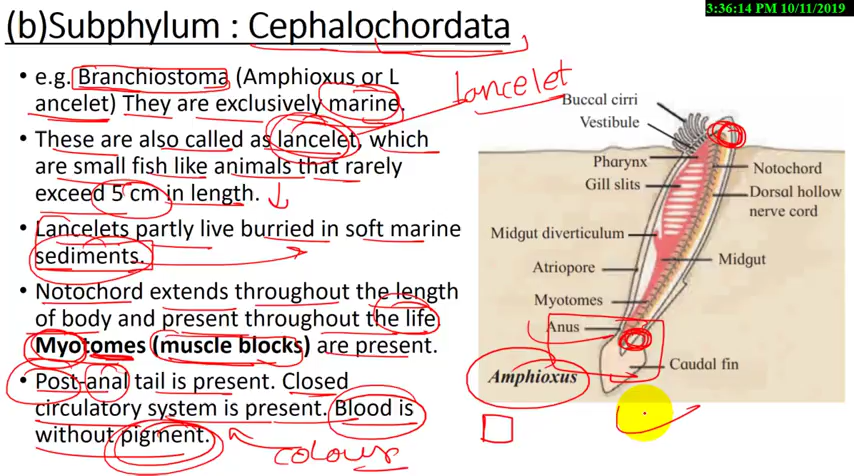 3:36:14 PM 10/11/2019
(b)Subphylum : Cephalochordata
• e.g. Branchiostoma (Amphioxus or L
ancelet) They are exclusively marine.
• These are also called as lancelet, which
are small fish like animals that rarely
exceed 5 cm in length.
• Lancelets partly live burried in soft marine
sediments.
• Notochord extends throughout the length
of body and present throughout the life.
Myotomes (muscle blocks) are present.
• Post-anal tail is present. Closed
circulatory system is present. Blood is
without pigment.
colour
lancelet
Buccal cirri
Vestibule
Pharynx
Gill slits
Midgut diverticulum
Atriopore
Myotomes
Anus
Amphioxus
Notochord
Dorsal hollow
nerve cord
Midgut
Caudal fin